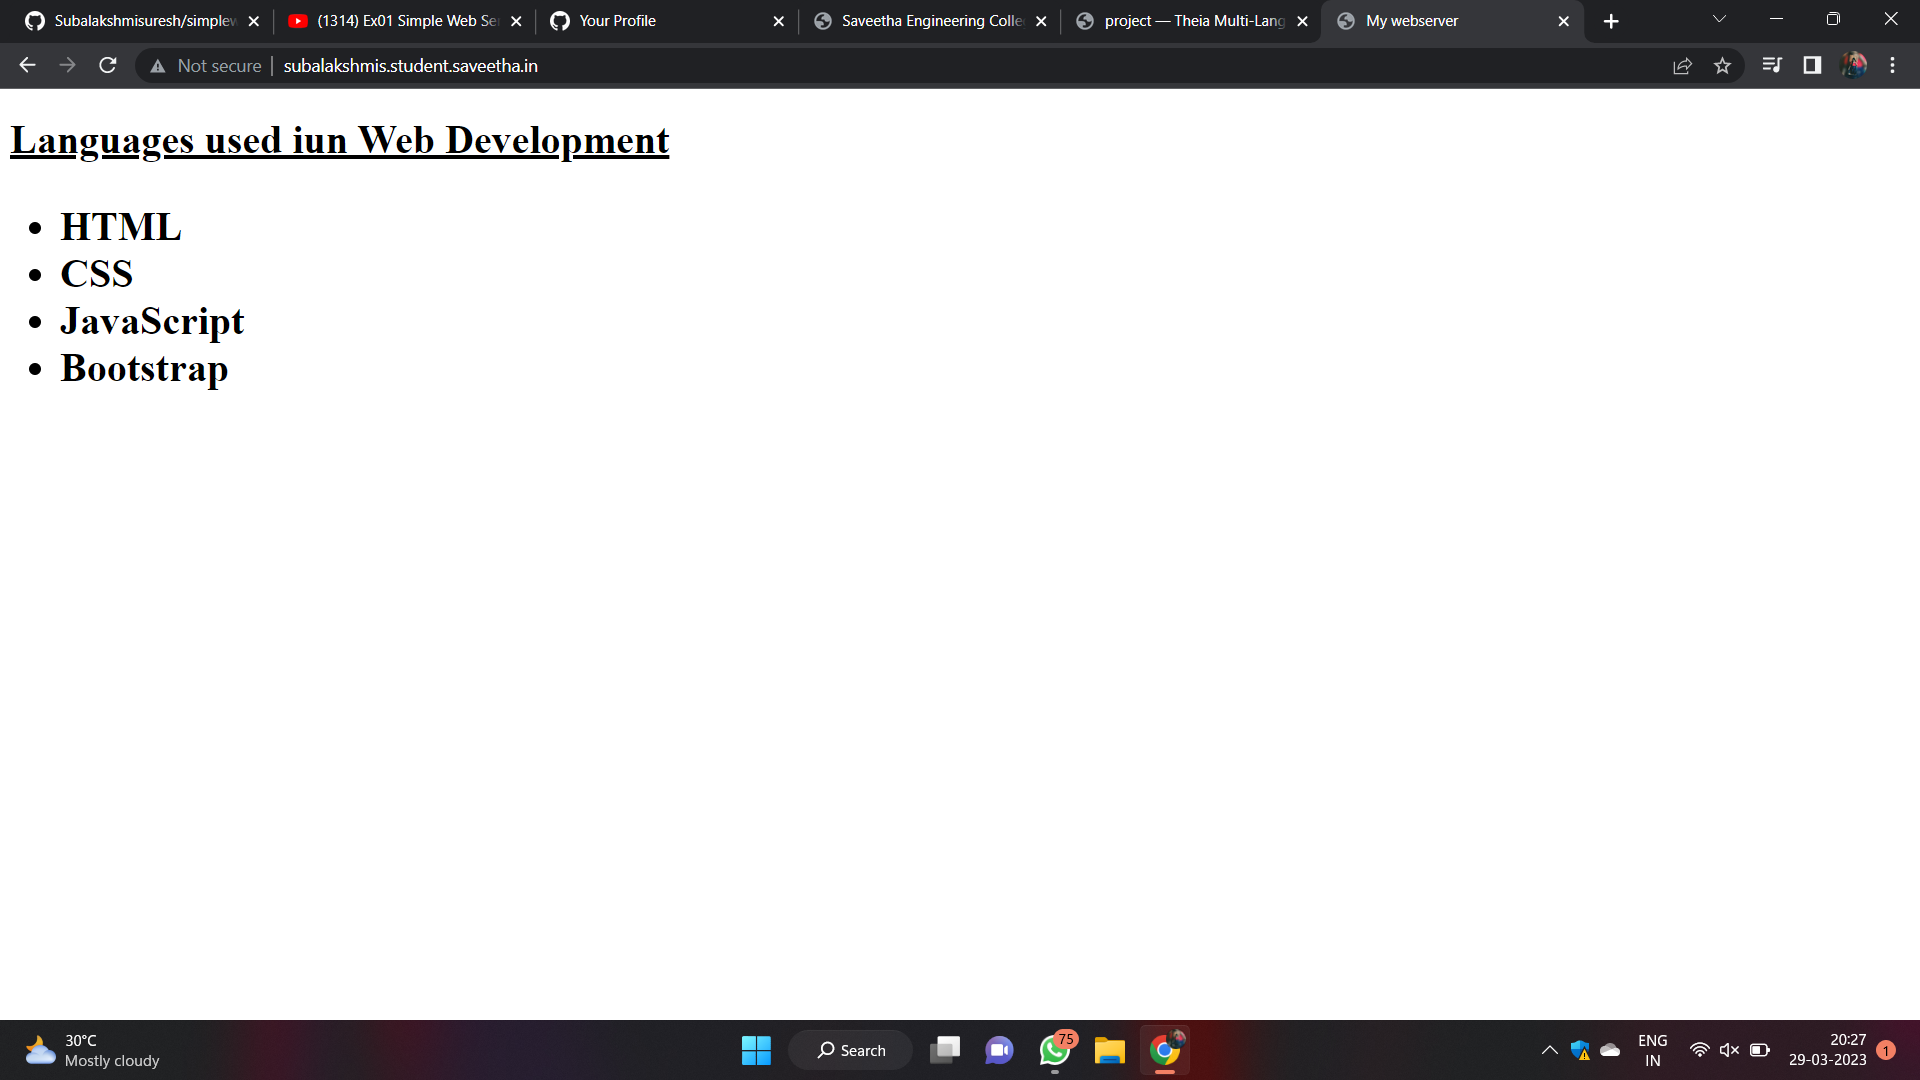 Subalakshmisuresh/simplew
(1314) Ex01 Simple Web Se
Your Profile
Saveetha Engineering Colle
project — Theia Multi-Lang
My webserver
Not secure
subalakshmis.student.saveetha.in
Languages used iun Web Development
HTML
CSS
JavaScript
Bootstrap
30°C
Mostly cloudy
Search
75
ENG
IN
20:27
29-03-2023
1